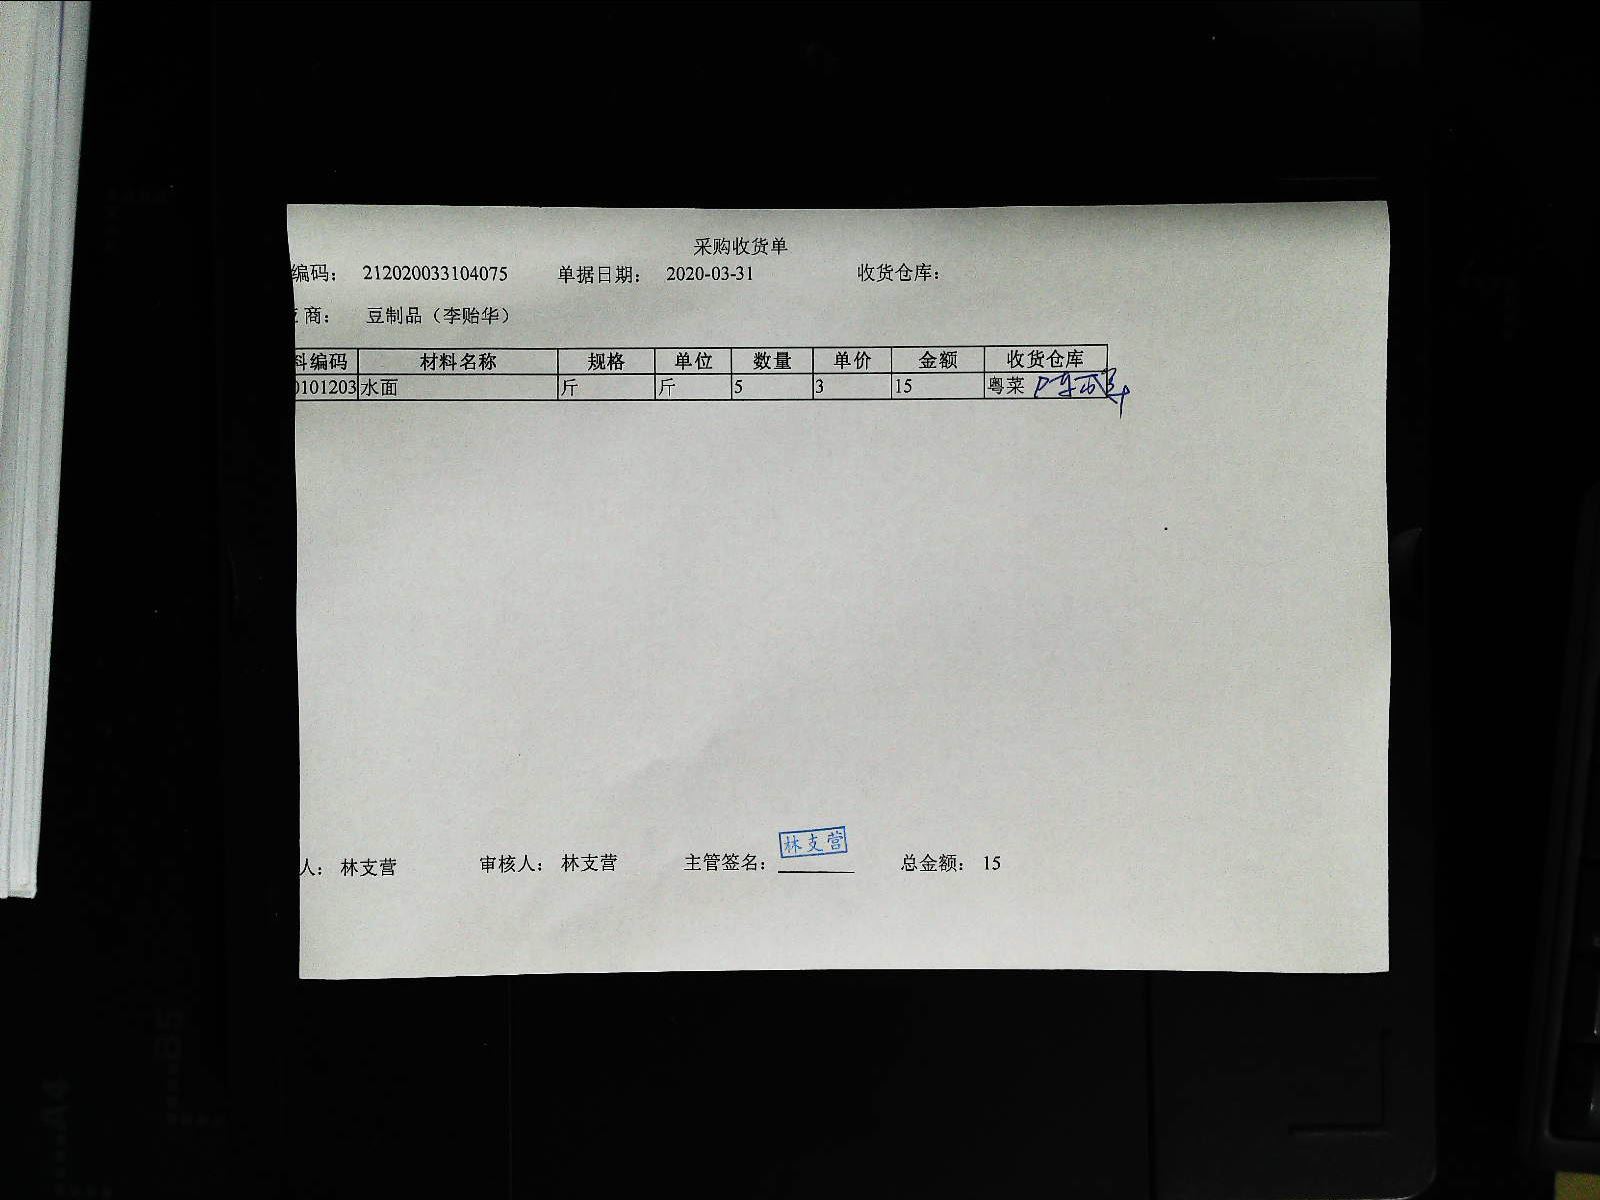 采购收货单
编码： 212020033104075 单据日期： 2020-03-31 收货仓库：
商： 豆制品（李贻华）
料编码 材料名称 规格 单位 数量 单价 金额 收货仓库
0101203 水面 斤 斤 5 3 15 粤菜
林支营
人： 林支营 审核人： 林支营 主管签名： 总金额： 15
B5
A4